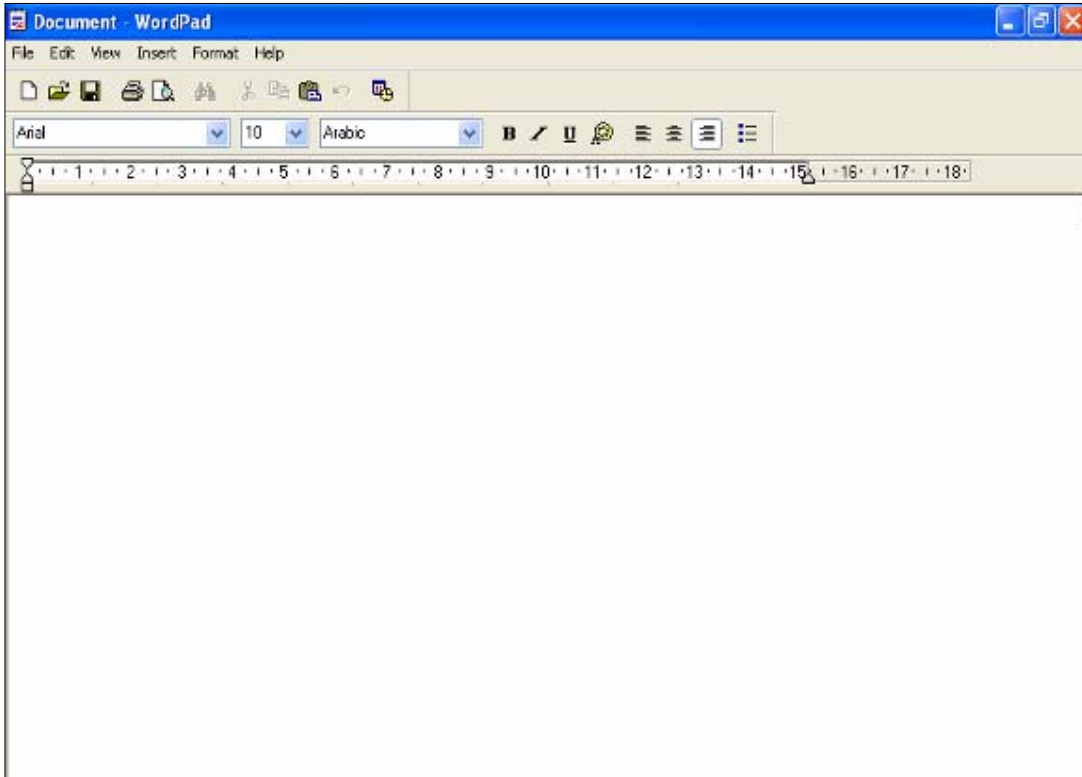 Document - WordPad
File Edit View Insert Format Help
Arial 10 Arabic B U
1 2 3 4 5 6 7 8 9 10 11 12 13 14 15 16 17 18